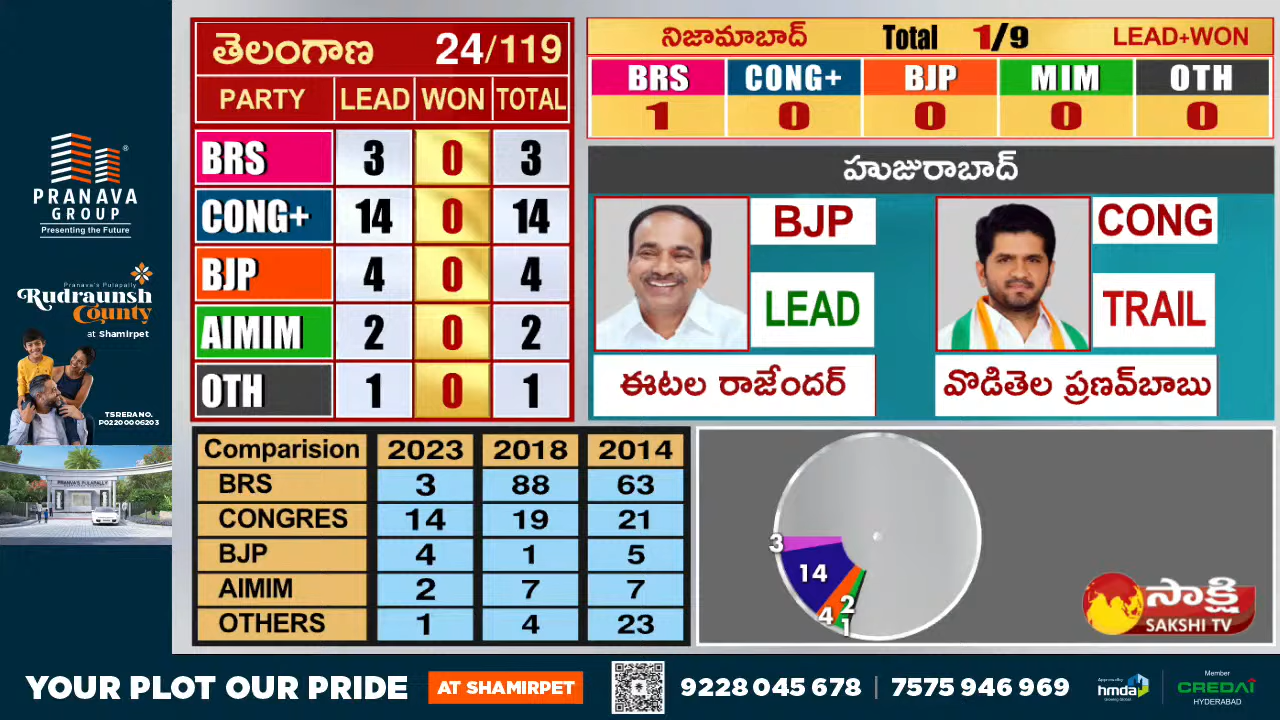 PRANAVA
GROUP
Presenting the Future
Pranava's Pulapally
Rudraunsh
County
at Shamirpet
TSRERA NO.
P02200006203
తెలంగాణ 24/119
PARTY LEAD WON TOTAL
BRS 3 0 3
CONG+ 14 0 14
BJP 4 0 4
AIMIM 2 0 2
OTH 1 0 1
నిజామాబాద్ Total 1/9 LEAD+WON
BRS CONG+ BJP MIM OTH
1 0 0 0 0
హుజురాబాద్
BJP
LEAD
ఈటల రాజేందర్
CONG
TRAIL
వొడితెల ప్రణవ్‌బాబు
Comparision 2023 2018 2014
BRS 3 88 63
CONGRES 14 19 21
BJP 4 1 5
AIMIM 2 7 7
OTHERS 1 4 23
3
14
4
2
1
సాక్షి
SAKSHI TV
YOUR PLOT OUR PRIDE AT SHAMIRPET 9228 045 678 | 7575 946 969
Approved by
hmda
Member
CREDAI
HYDERABAD